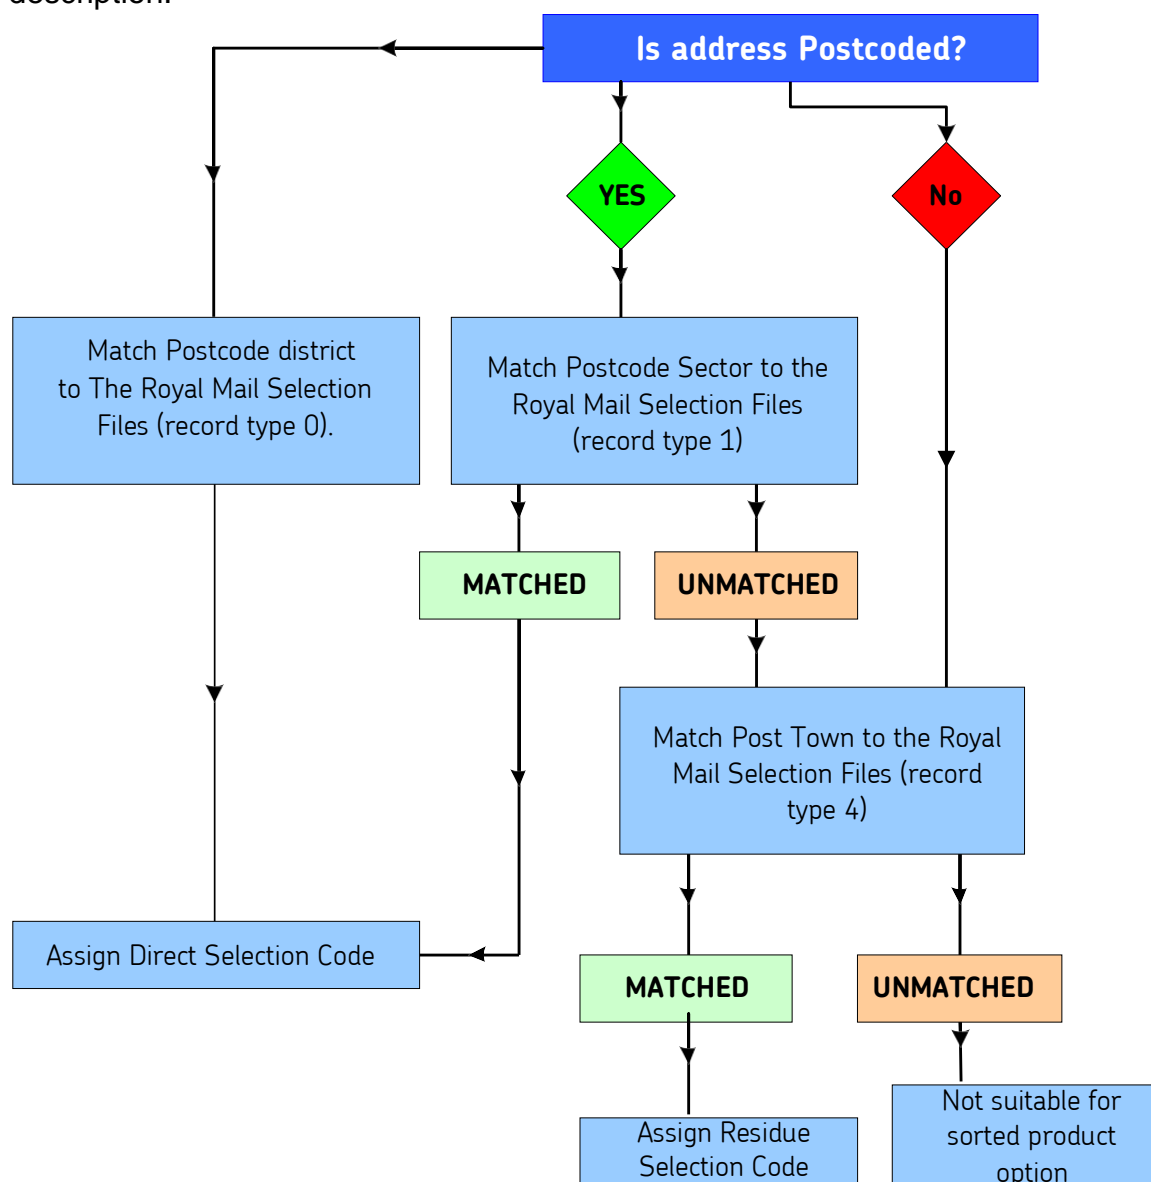 description.
Is address Postcoded?
YES
No
Match Postcode district
to The Royal Mail Selection
Files (record type 0).
Match Postcode Sector to the
Royal Mail Selection Files
(record type 1)
MATCHED
UNMATCHED
Match Post Town to the Royal
Mail Selection Files (record
type 4)
Assign Direct Selection Code
MATCHED
UNMATCHED
Assign Residue
Selection Code
Not suitable for
sorted product
option